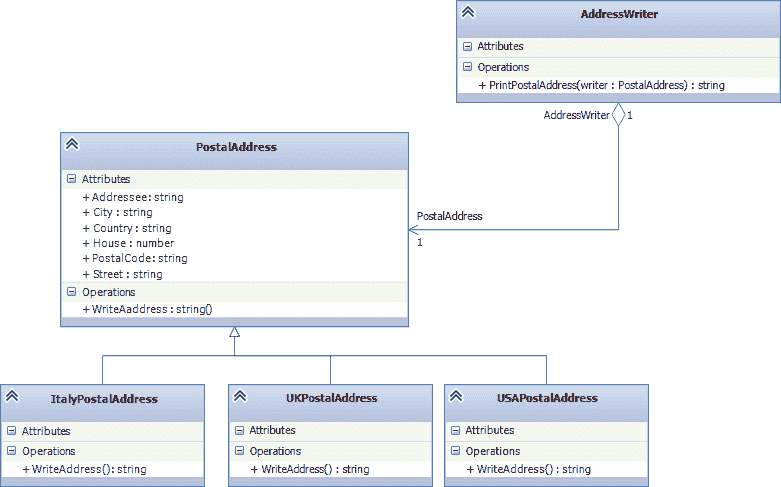 AddressWriter
Attributes
Operations
+ PrintPostalAddress(writer : PostalAddress) : string
AddressWriter 1
PostalAddress
Attributes
+ Addressee: string
+ City : string
+ Country : string
+ House : number
+ PostalCode: string
+ Street : string
Operations
+ WriteAaddress : string()
PostalAddress
1
ItalyPostalAddress
Attributes
Operations
+ WriteAddress(): string
UKPostalAddress
Attributes
Operations
+ WriteAddress() : string
USAPostalAddress
Attributes
Operations
+ WriteAddress() : string